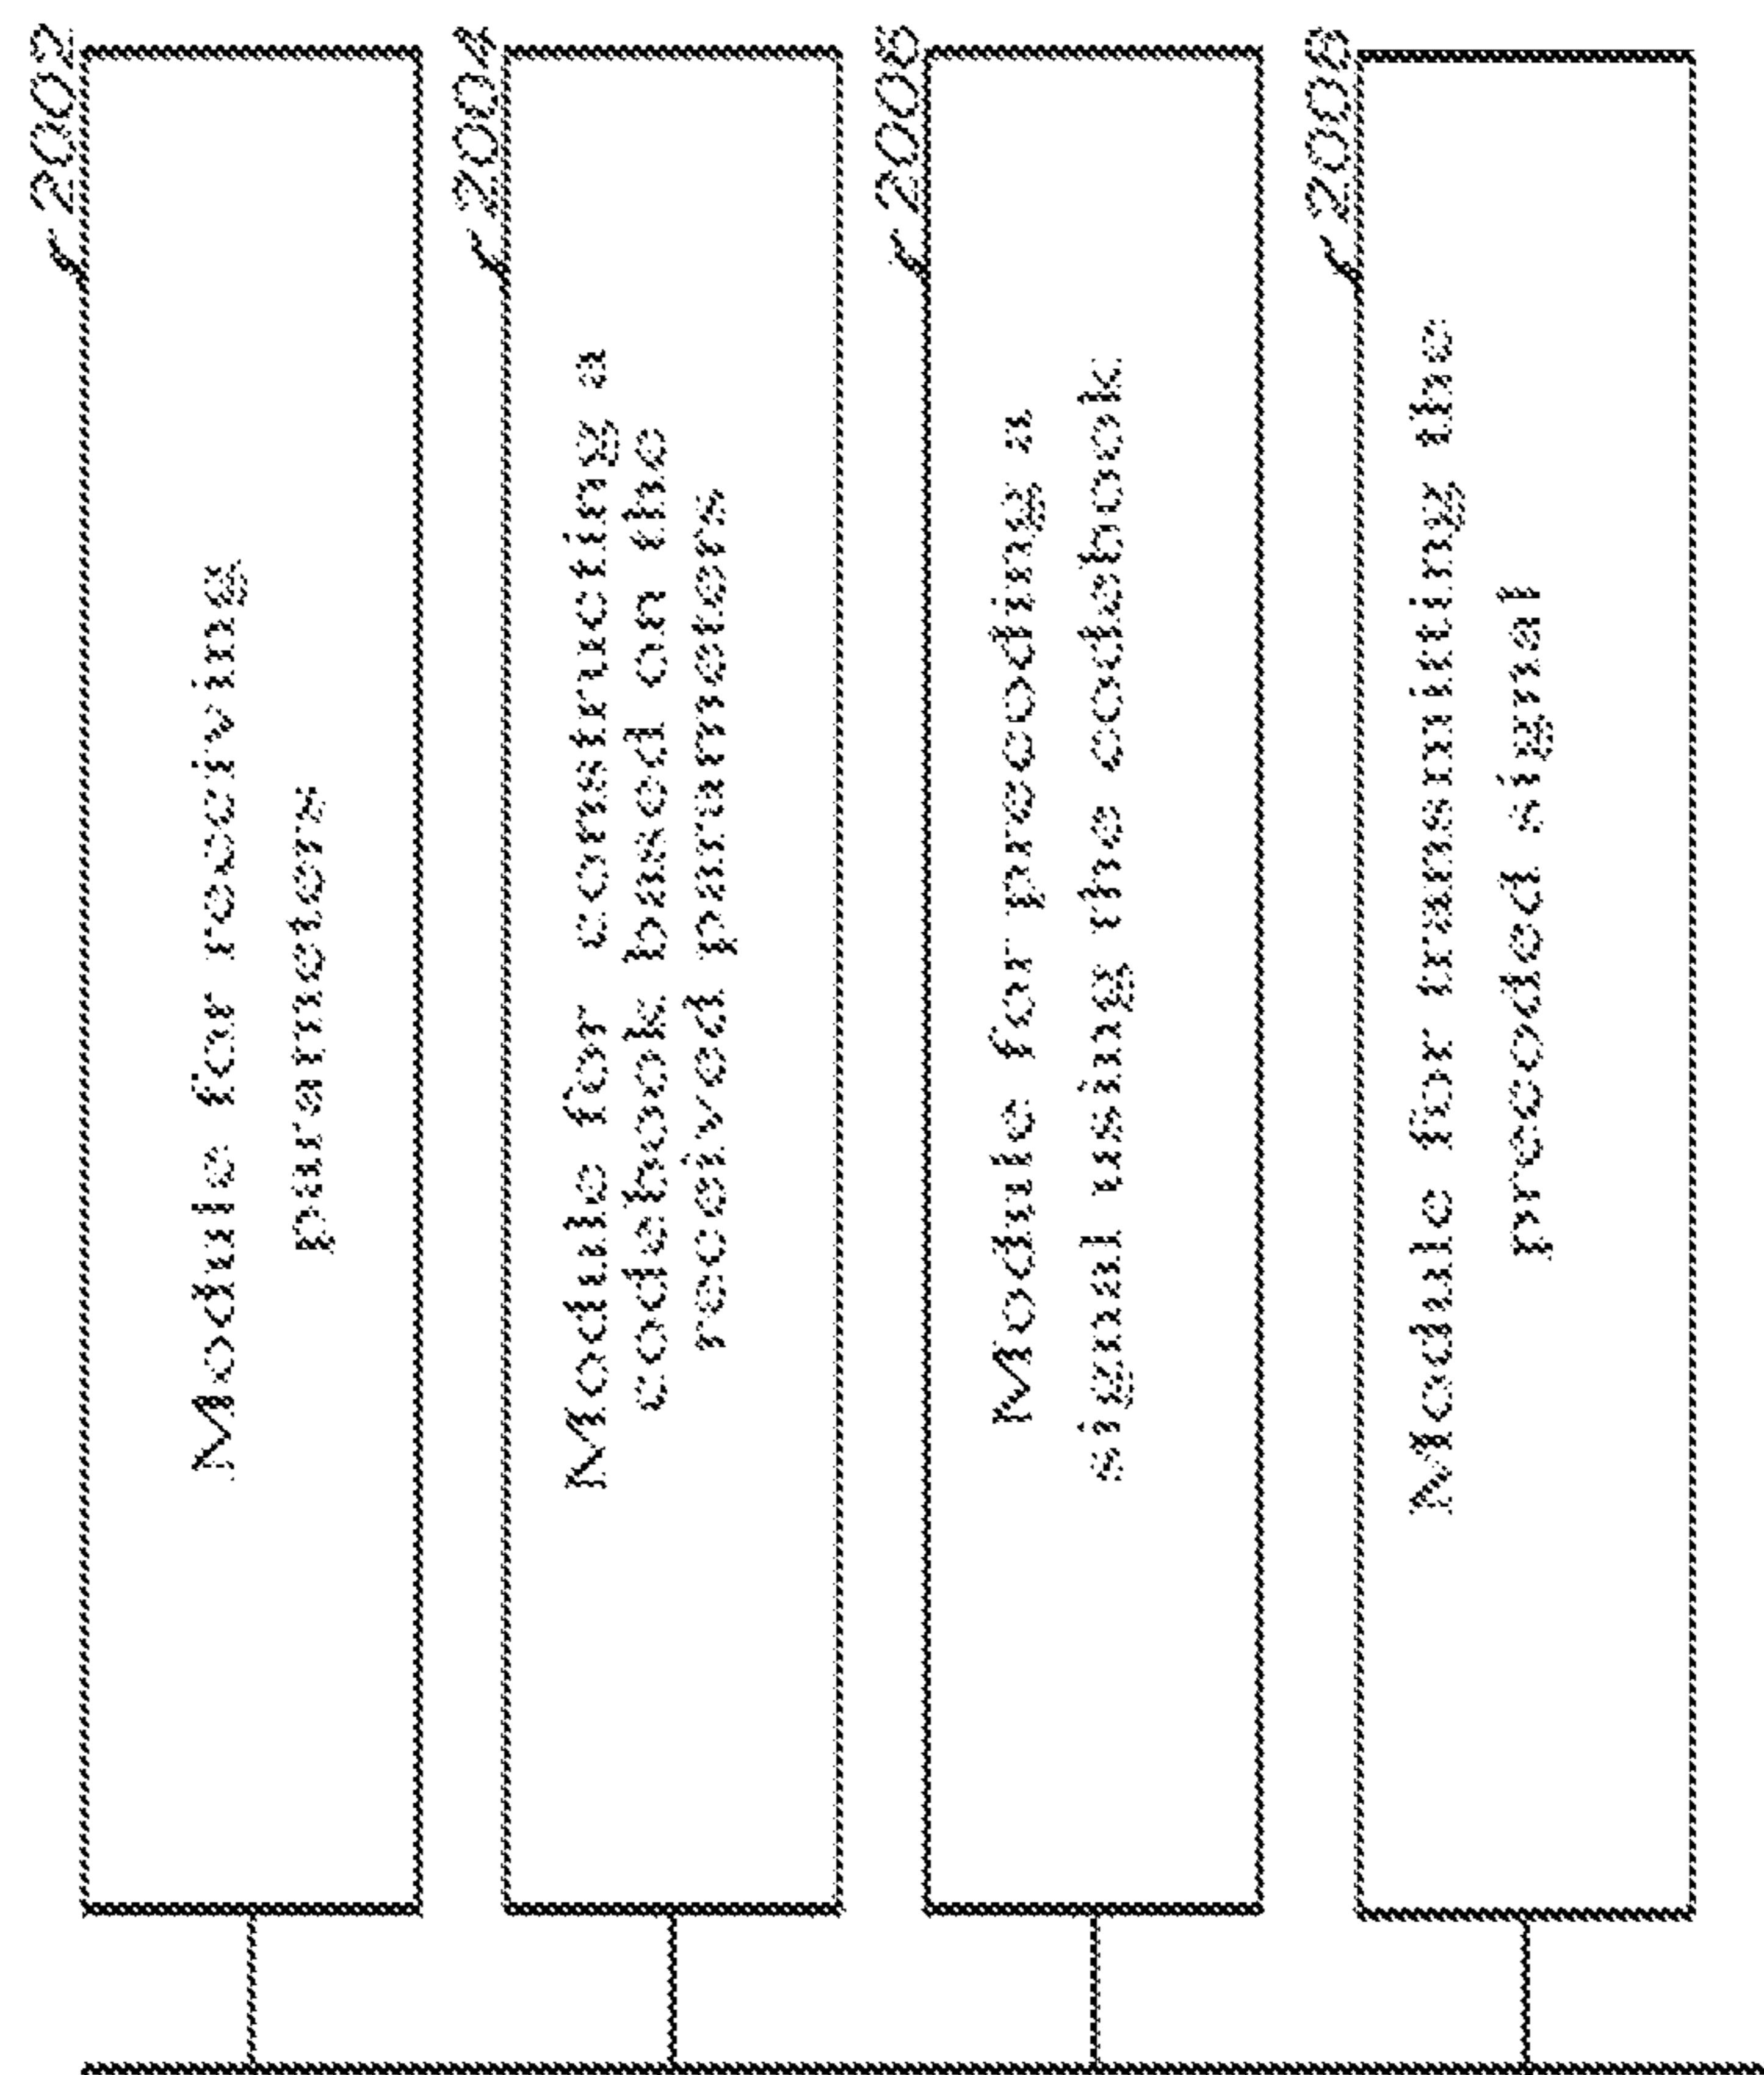 2002
Module for receiving
parameters
2004
Module for constructing a
codebook based on the
received parameters
2006
Module for precoding a
signal using the codebook
2008
Module for transmitting the
precoded signal